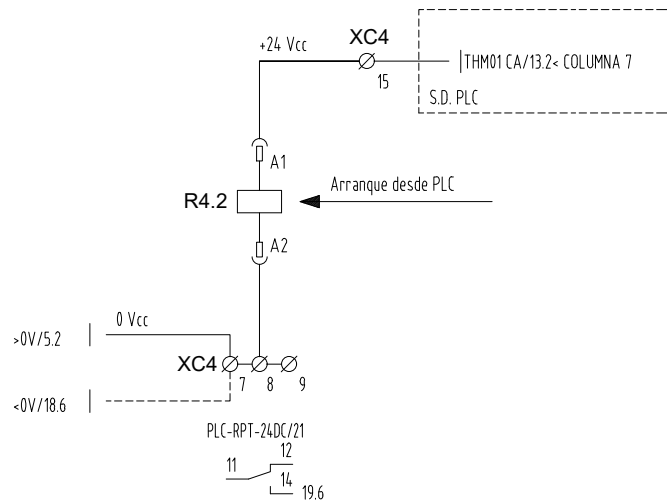 +24 Vcc
XC4
15
THM01 CA/13.2< COLUMNA 7
S.D. PLC
A1
R4.2
Arranque desde PLC
A2
0 Vcc
>0V/5.2
XC4
7
8
9
<0V/18.6
PLC-RPT-24DC/21
12
11
14
19.6